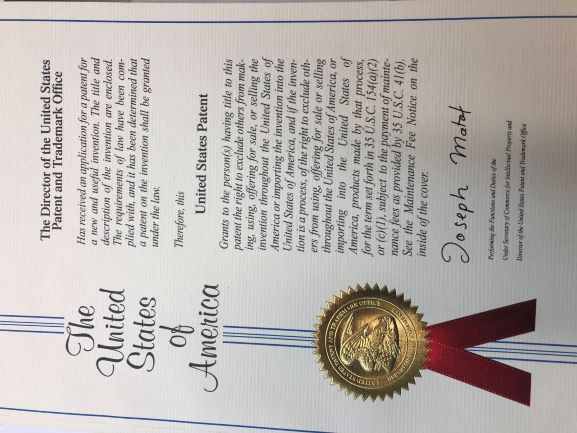 The
United
States
of
America
The Director of the United States
Patent and Trademark Office
Has received an application for a patent for
a new and useful invention. The title and
description of the invention are enclosed.
The requirements of law have been com-
plied with, and it has been determined that
a patent on the invention shall be granted
under the law.
Therefore, this
United States Patent
Grants to the person(s) having title to this
patent the right to exclude others from mak-
ing, using, offering for sale, or selling the
invention throughout the United States of
America or importing the invention into the
United States of America, and if the inven-
tion is a process, of the right to exclude oth-
ers from using, offering for sale or selling
throughout the United States of America, or
importing into the United States of
America, products made by that process,
for the term set forth in 35 U.S.C. 154(a)(2)
or (c)(1), subject to the payment of mainte-
nance fees as provided by 35 U.S.C. 41(b).
See the Maintenance Fee Notice on the
inside of the cover.
Joseph Matal
Performing the Functions and Duties of the
Under Secretary of Commerce for Intellectual Property and
Director of the United States Patent and Trademark Office